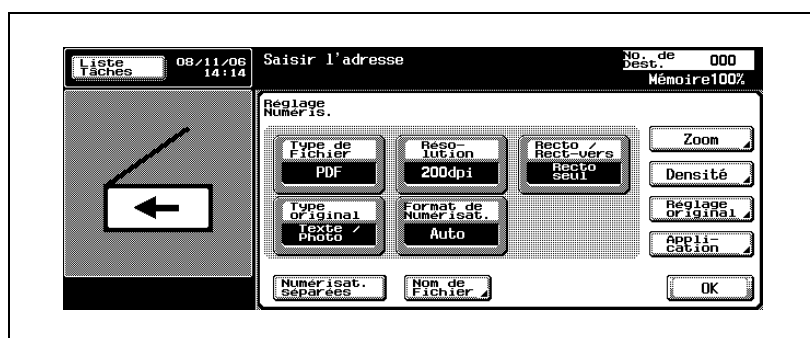 Liste
Tâches
08/11/06
14:14
Saisir l'adresse
No. de
Dest.
000
Mémoire100%
Réglage
Numéris.
Type de
Fichier
PDF
Réso-
lution
200dpi
Recto /
Rect-vers
Recto
seul
Type
original
Texte /
Photo
Format de
Numérisat.
Auto
Zoom
Densité
Réglage
original
Appli-
cation
Numérisat.
séparées
Nom de
Fichier
OK